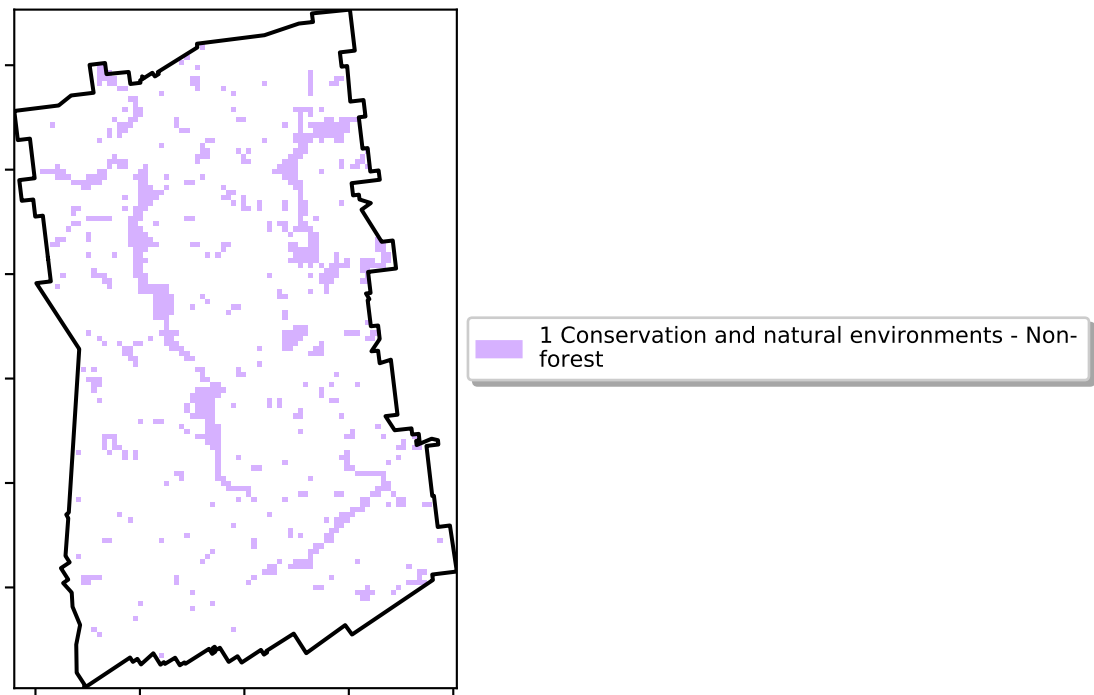 1 Conservation and natural environments - Non-
forest